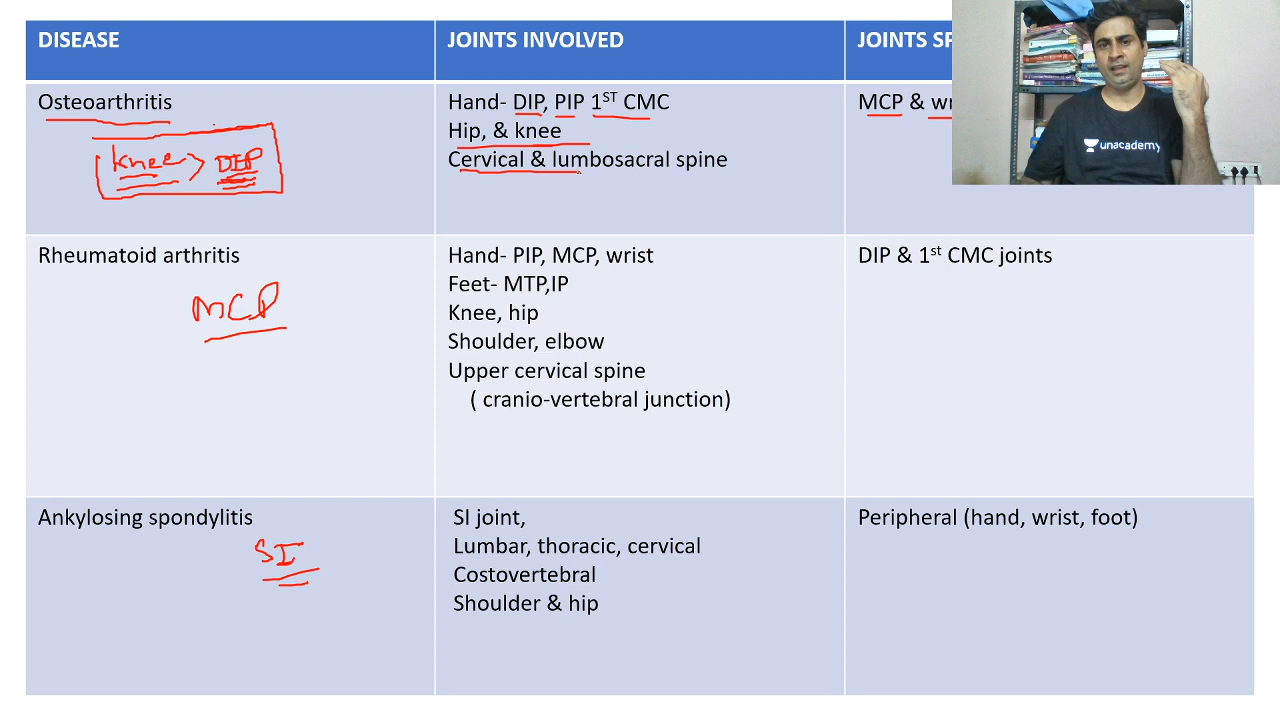 DISEASE
JOINTS INVOLVED
JOINTS
Osteoarthritis
knee > DIP
Hand- DIP, PIP 1ST CMC
Hip, & knee
Cervical & lumbosacral spine
MCP &
unacademy
Rheumatoid arthritis
MCP
Hand- PIP, MCP, wrist
Feet- MTP,IP
Knee, hip
Shoulder, elbow
Upper cervical spine
( cranio-vertebral junction)
DIP & 1st CMC joints
Ankylosing spondylitis
SI
SI joint,
Lumbar, thoracic, cervical
Costovertebral
Shoulder & hip
Peripheral (hand, wrist, foot)